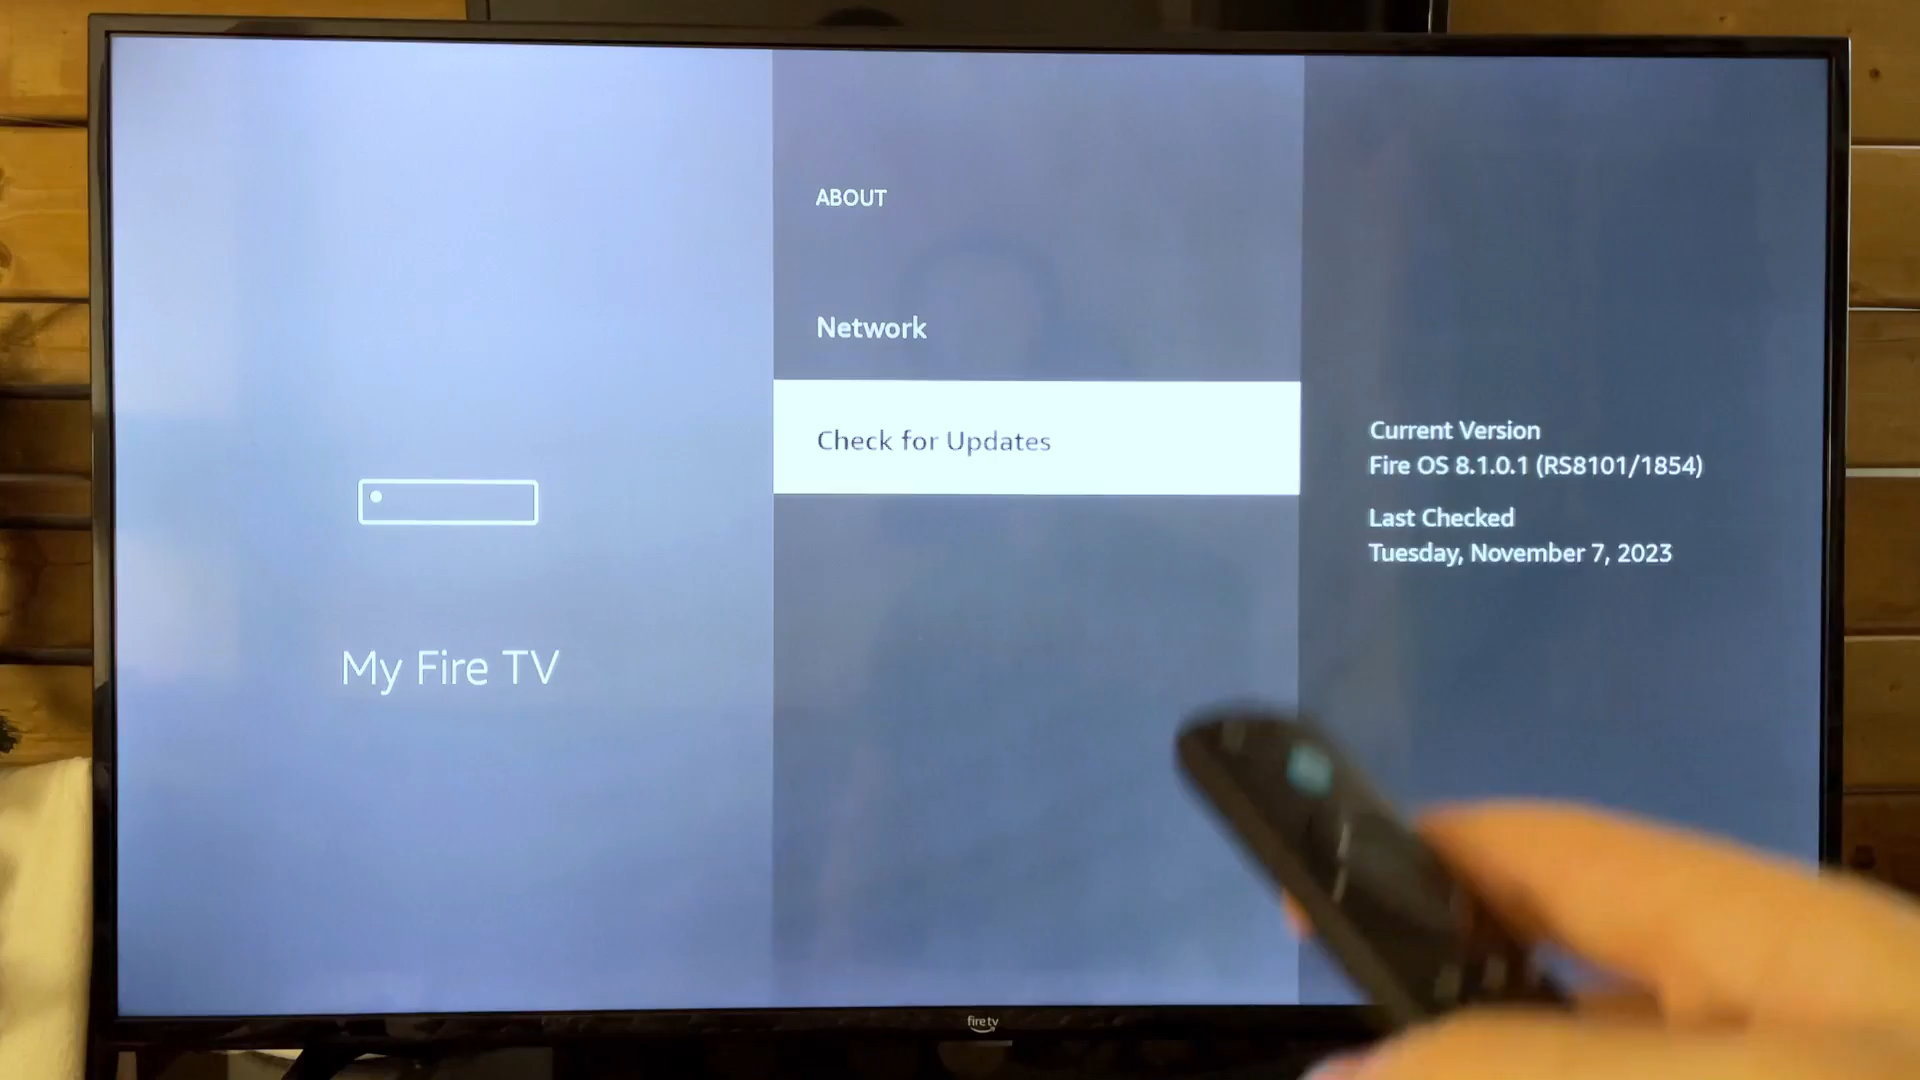 ABOUT
Network
Check for Updates
My Fire TV
Current Version
Fire OS 8.1.0.1 (RS8101/1854)
Last Checked
Tuesday, November 7, 2023
fire tv